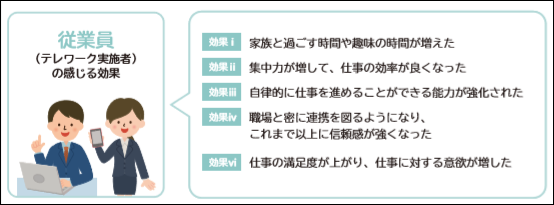 従業員
（テレワーク実施者）
の感じる効果
効果ⅰ 家族と過ごす時間や趣味の時間が増えた
効果ⅱ 集中力が増して、仕事の効率が良くなった
効果ⅲ 自律的に仕事を進めることができる能力が強化された
効果ⅳ 職場と密に連携を図るようになり、
これまで以上に信頼感が強くなった
効果ⅵ 仕事の満足度が上がり、仕事に対する意欲が増した